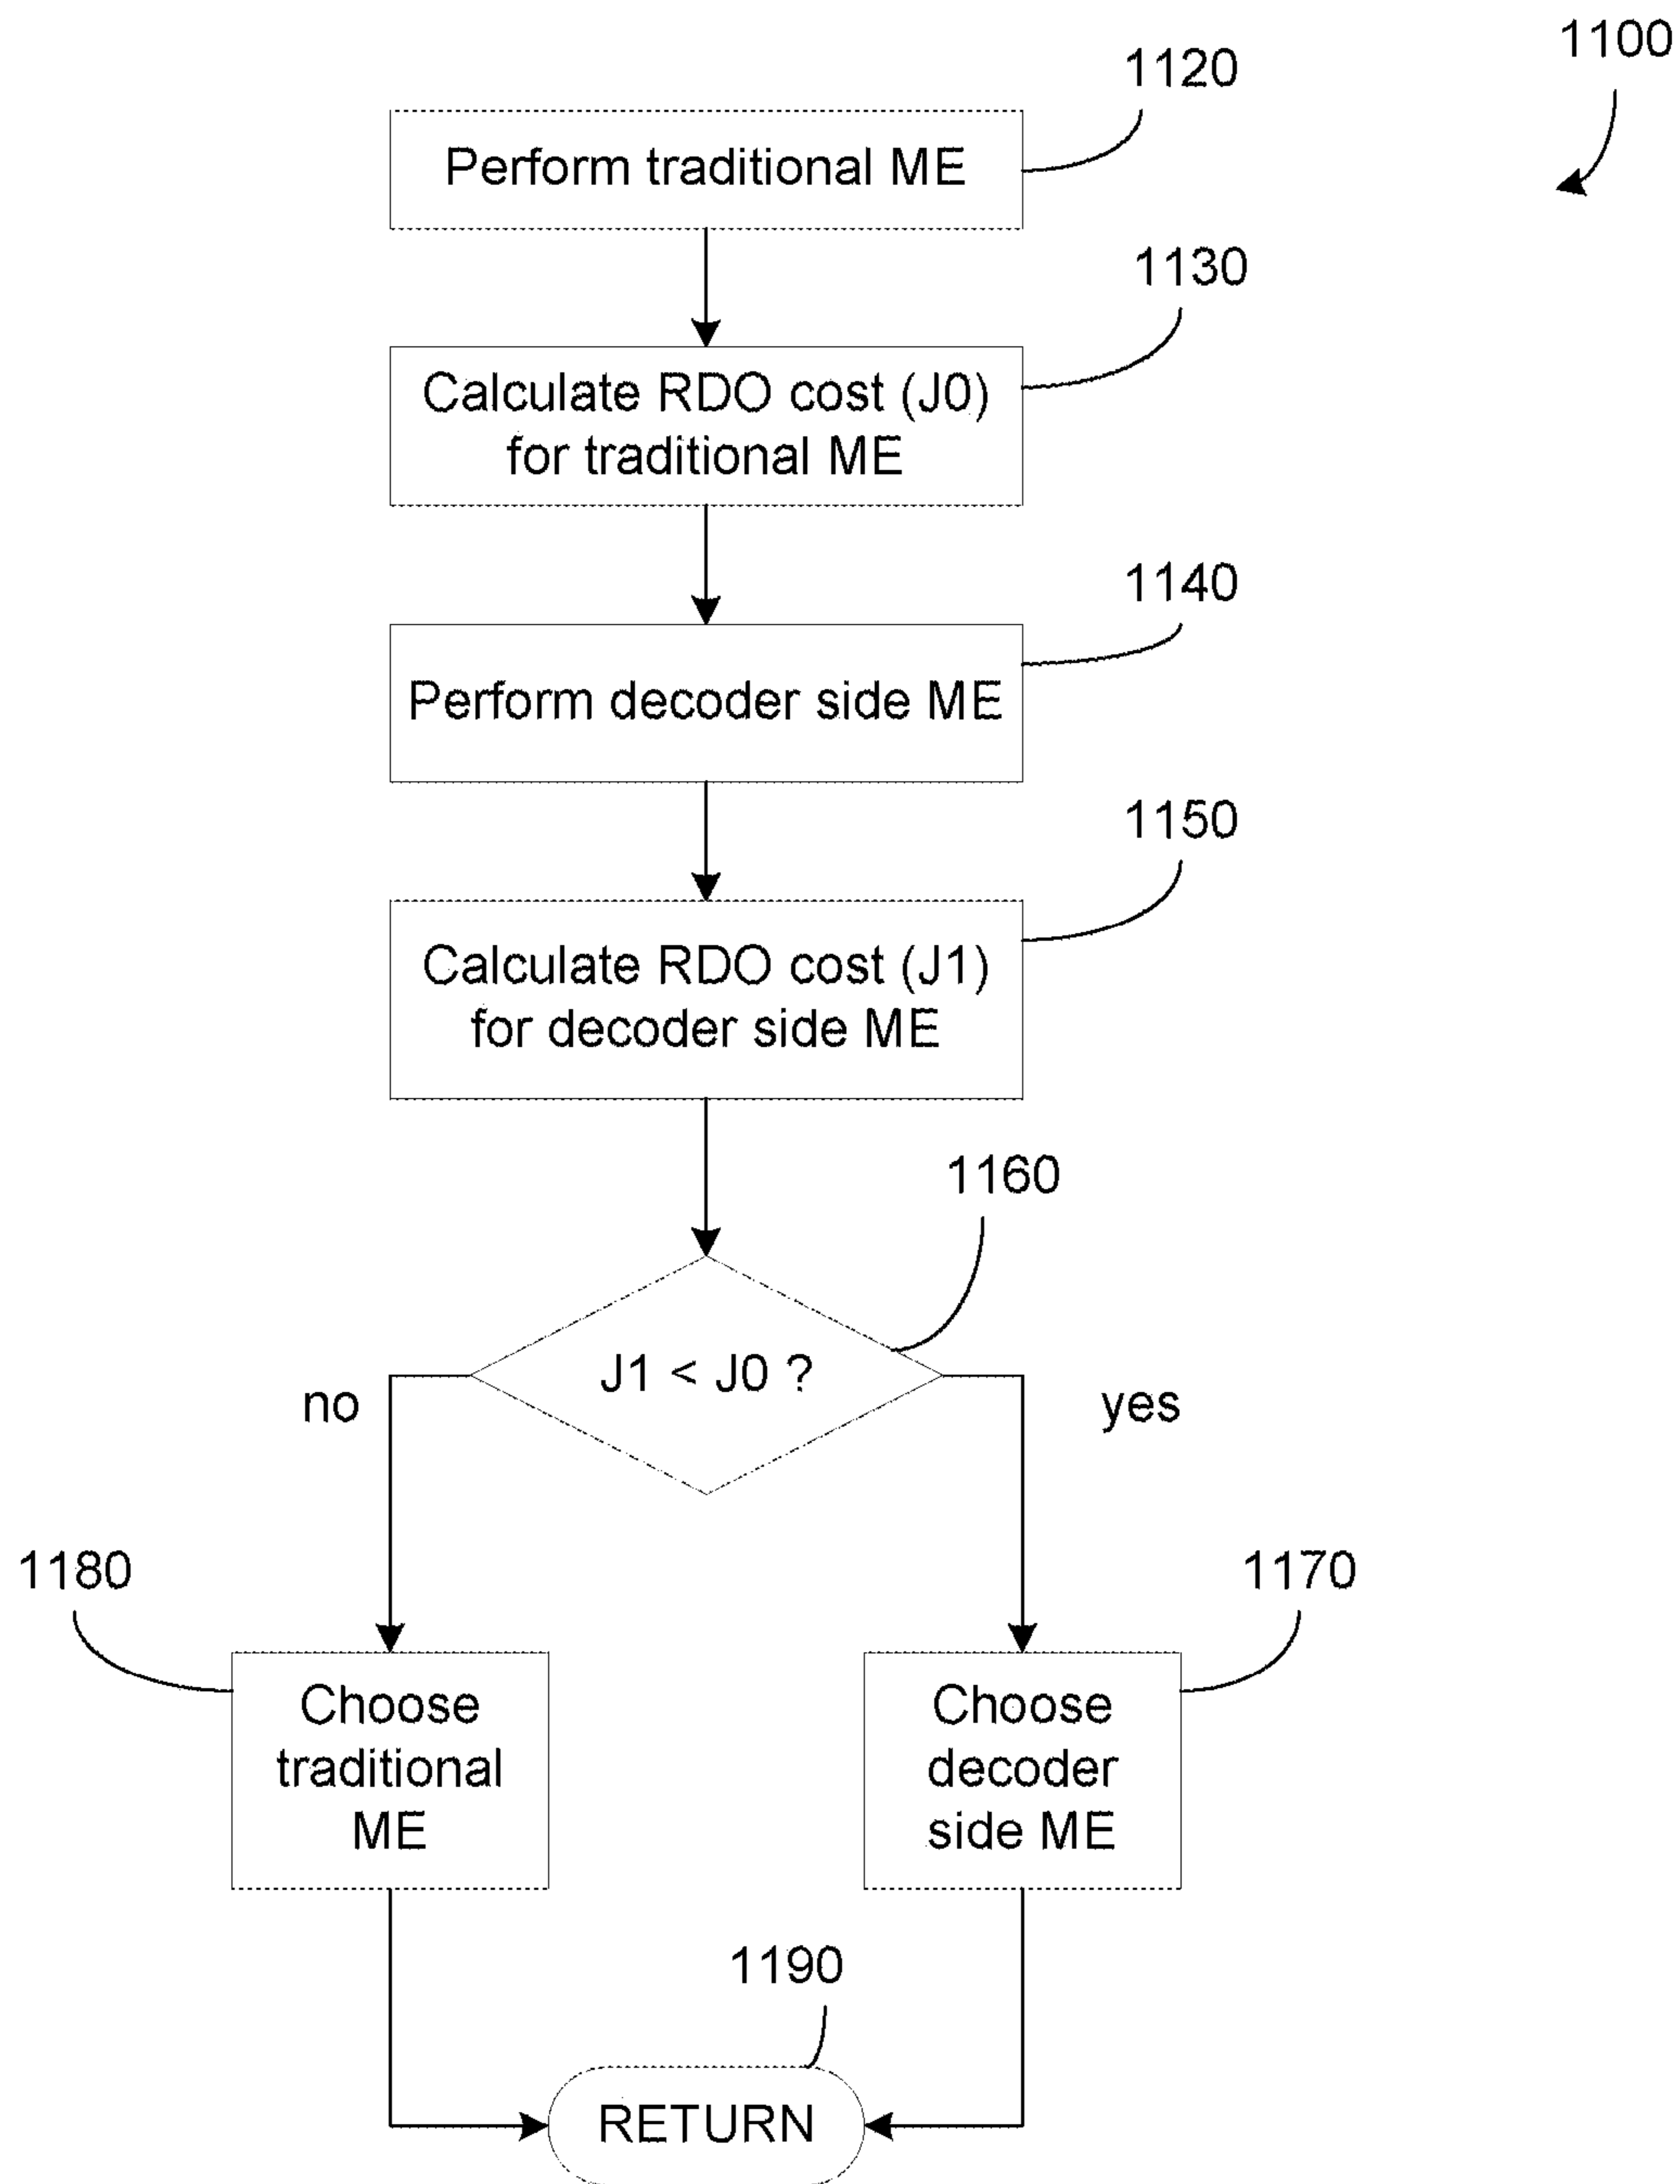 1100
1120
Perform traditional ME
1130
Calculate RDO cost (J0)
for traditional ME
1140
Perform decoder side ME
1150
Calculate RDO cost (J1)
for decoder side ME
1160
J1 < J0 ?
no
yes
1180
1170
Choose
traditional
ME
Choose
decoder
side ME
1190
RETURN